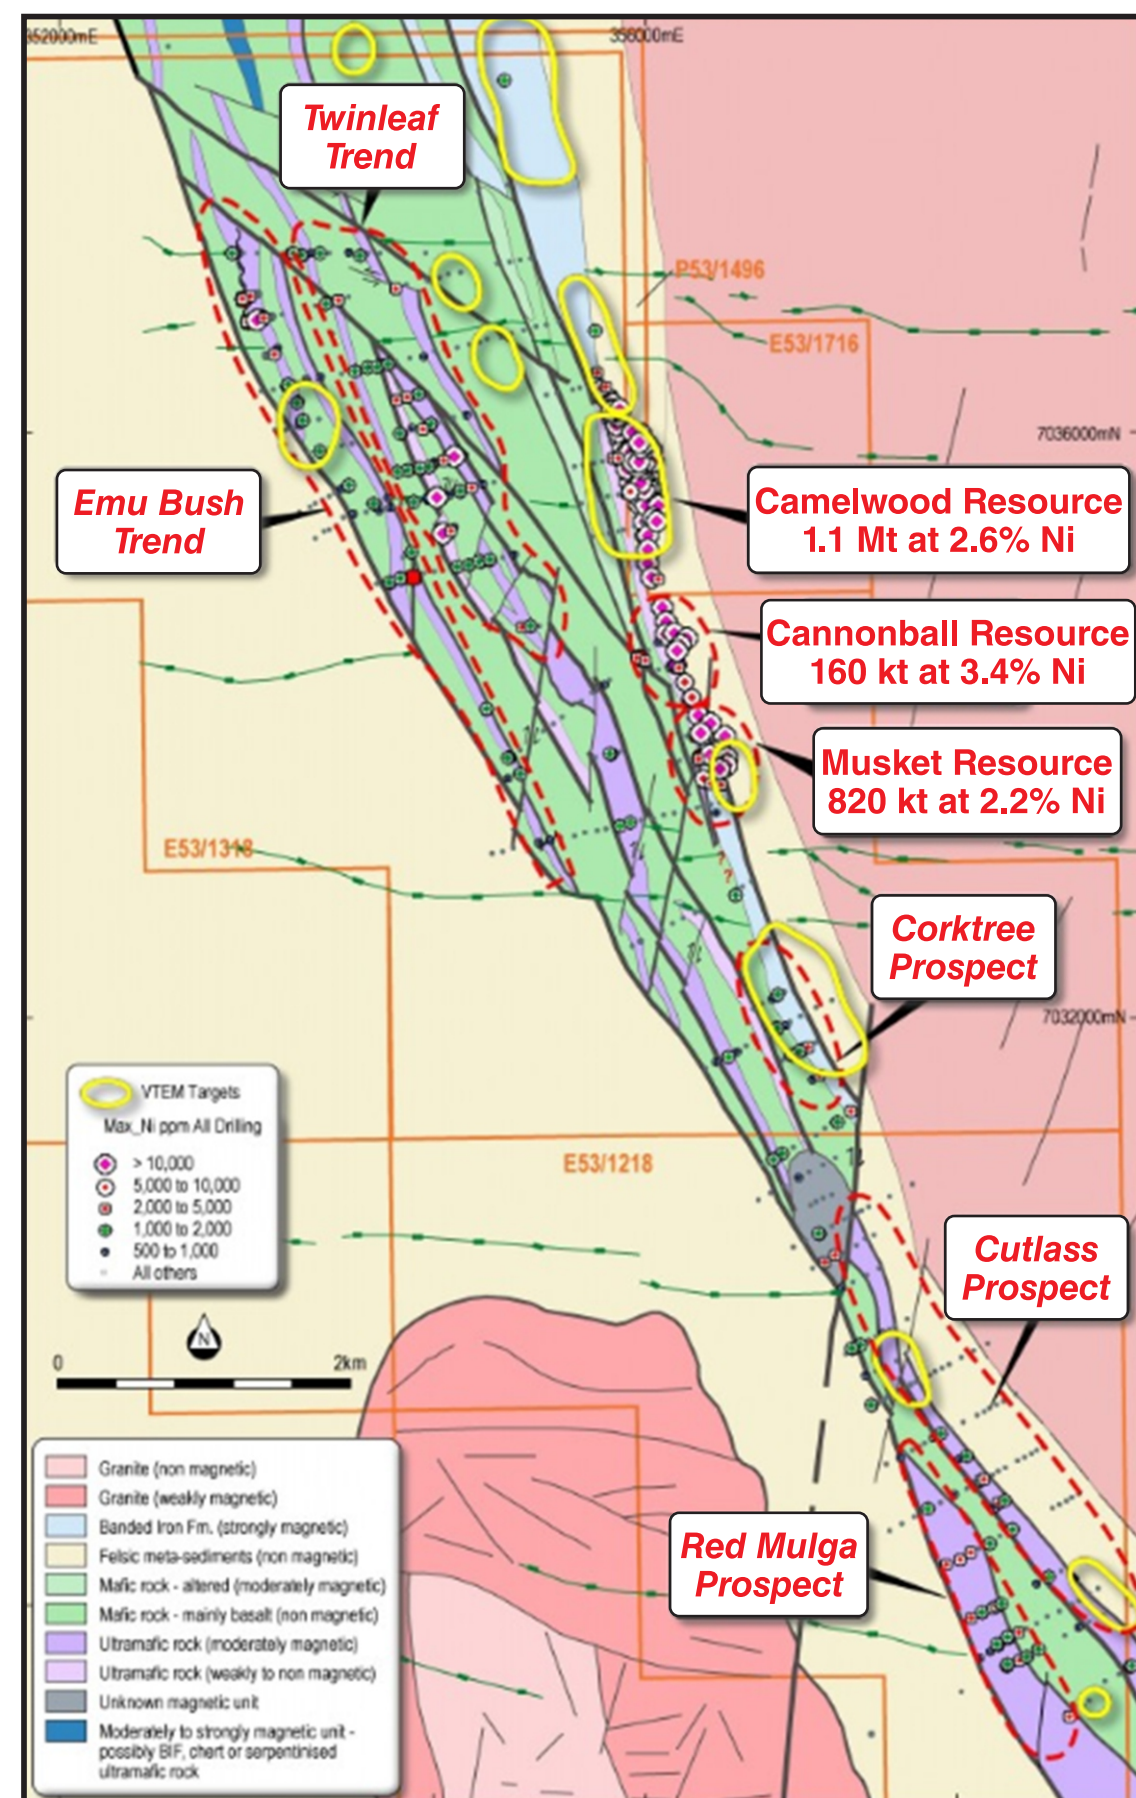 352000mE
356000mE
Twinleaf
Trend
P53/1496
E53/1716
7036000mN
Emu Bush
Trend
Camelwood Resource
1.1 Mt at 2.6% Ni
Cannonball Resource
160 kt at 3.4% Ni
Musket Resource
820 kt at 2.2% Ni
E53/1318
? ?
Corktree
Prospect
7032000mN
VTEM Targets
Max_Ni ppm All Drilling
> 10,000
5,000 to 10,000
2,000 to 5,000
1,000 to 2,000
500 to 1,000
All others
E53/1218
Cutlass
Prospect
N
0 2km
Granite (non magnetic)
Granite (weakly magnetic)
Banded Iron Fm. (strongly magnetic)
Felsic meta-sediments (non magnetic)
Mafic rock - altered (moderately magnetic)
Mafic rock - mainly basalt (non magnetic)
Ultramafic rock (moderately magnetic)
Ultramafic rock (weakly to non magnetic)
Unknown magnetic unit
Moderately to strongly magnetic unit -
possibly BIF, chert or serpentinised
ultramafic rock
Red Mulga
Prospect